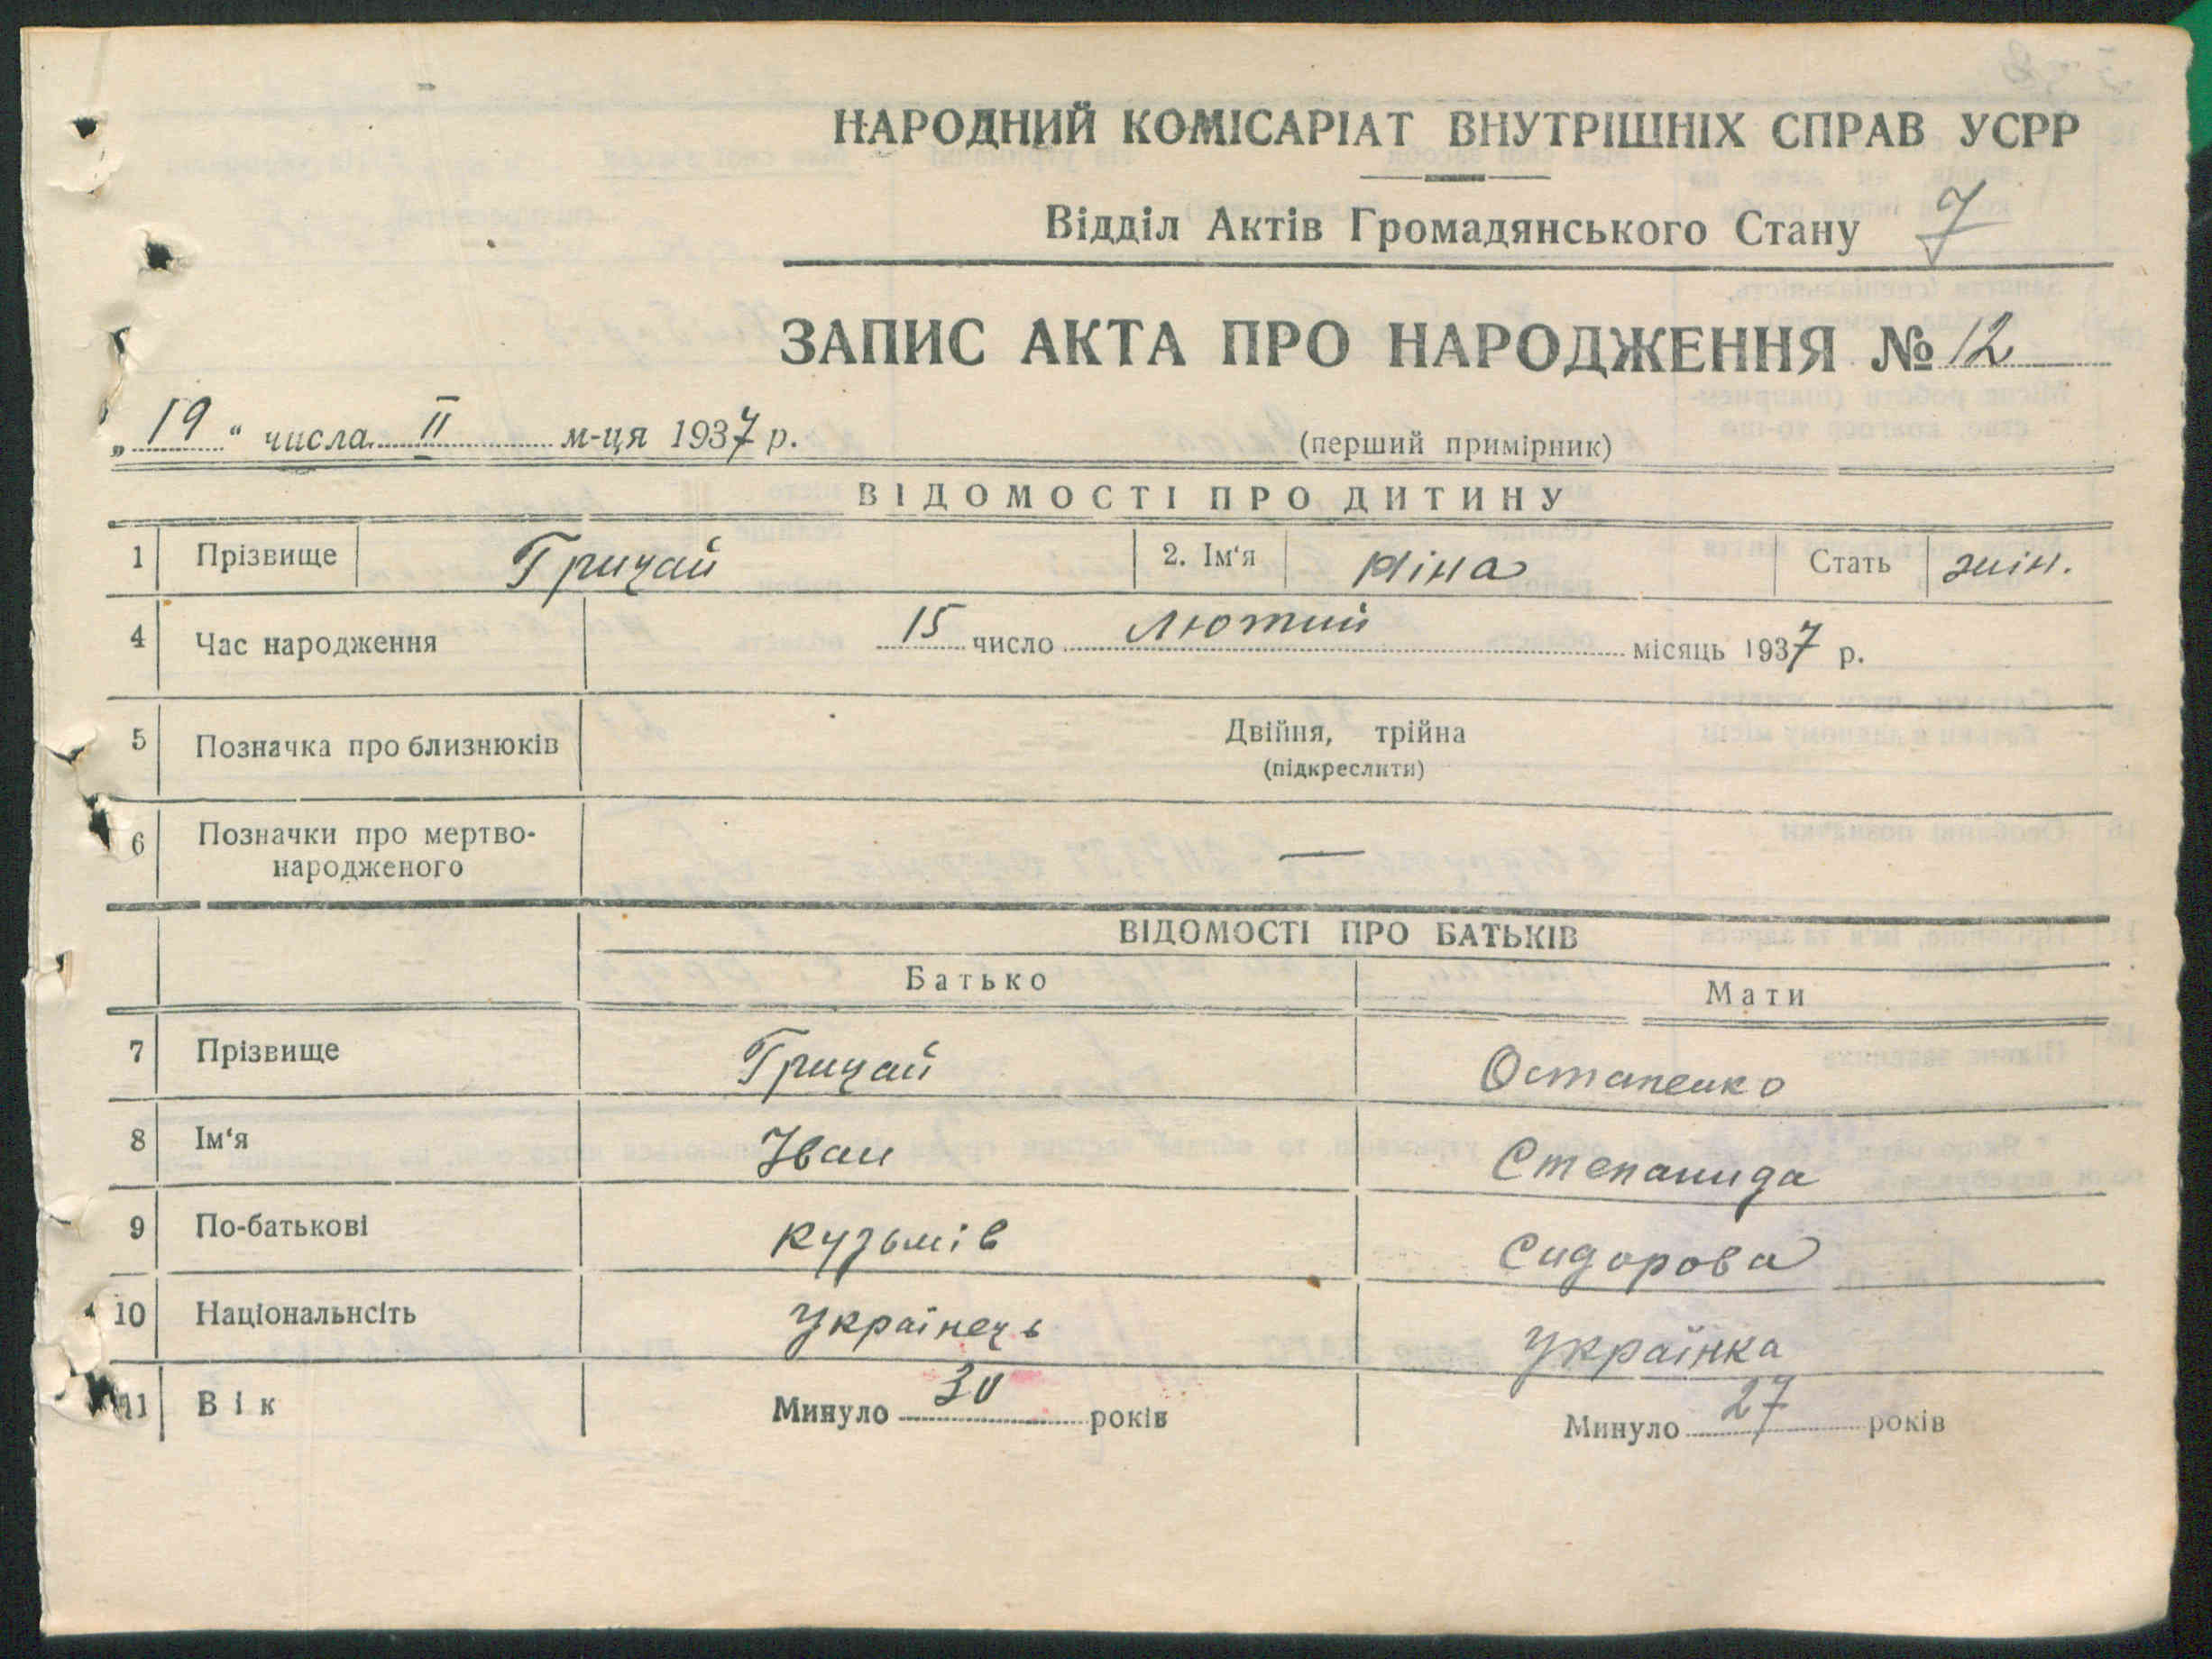 НАРОДНИЙ КОМІСАРІАТ ВНУТРІШНІХ СПРАВ УСРР
Відділ Актів Громадянського Стану 7
ЗАПИС АКТА ПРО НАРОДЖЕННЯ № 12
„ 19 “ числа II м-ця 1937 р. (перший примірник)
ВІДОМОСТІ ПРО ДИТИНУ
1 Прізвище Грицай 2. Ім‘я Ніна Стать жін.
4 Час народження 15 число лютий місяць 1937 р.
5 Позначка про близнюків Двійня, трійна
(підкреслити)
6 Позначки про мертво-
народженого —
ВІДОМОСТІ ПРО БАТЬКІВ
Батько Мати
7 Прізвище Грицай Остапенко
8 Ім‘я Іван Степанида
9 По-батькові Кузьмів Сидорова
10 Національнсіть Українець Українка
11 Вік Минуло 30 років Минуло 27 років